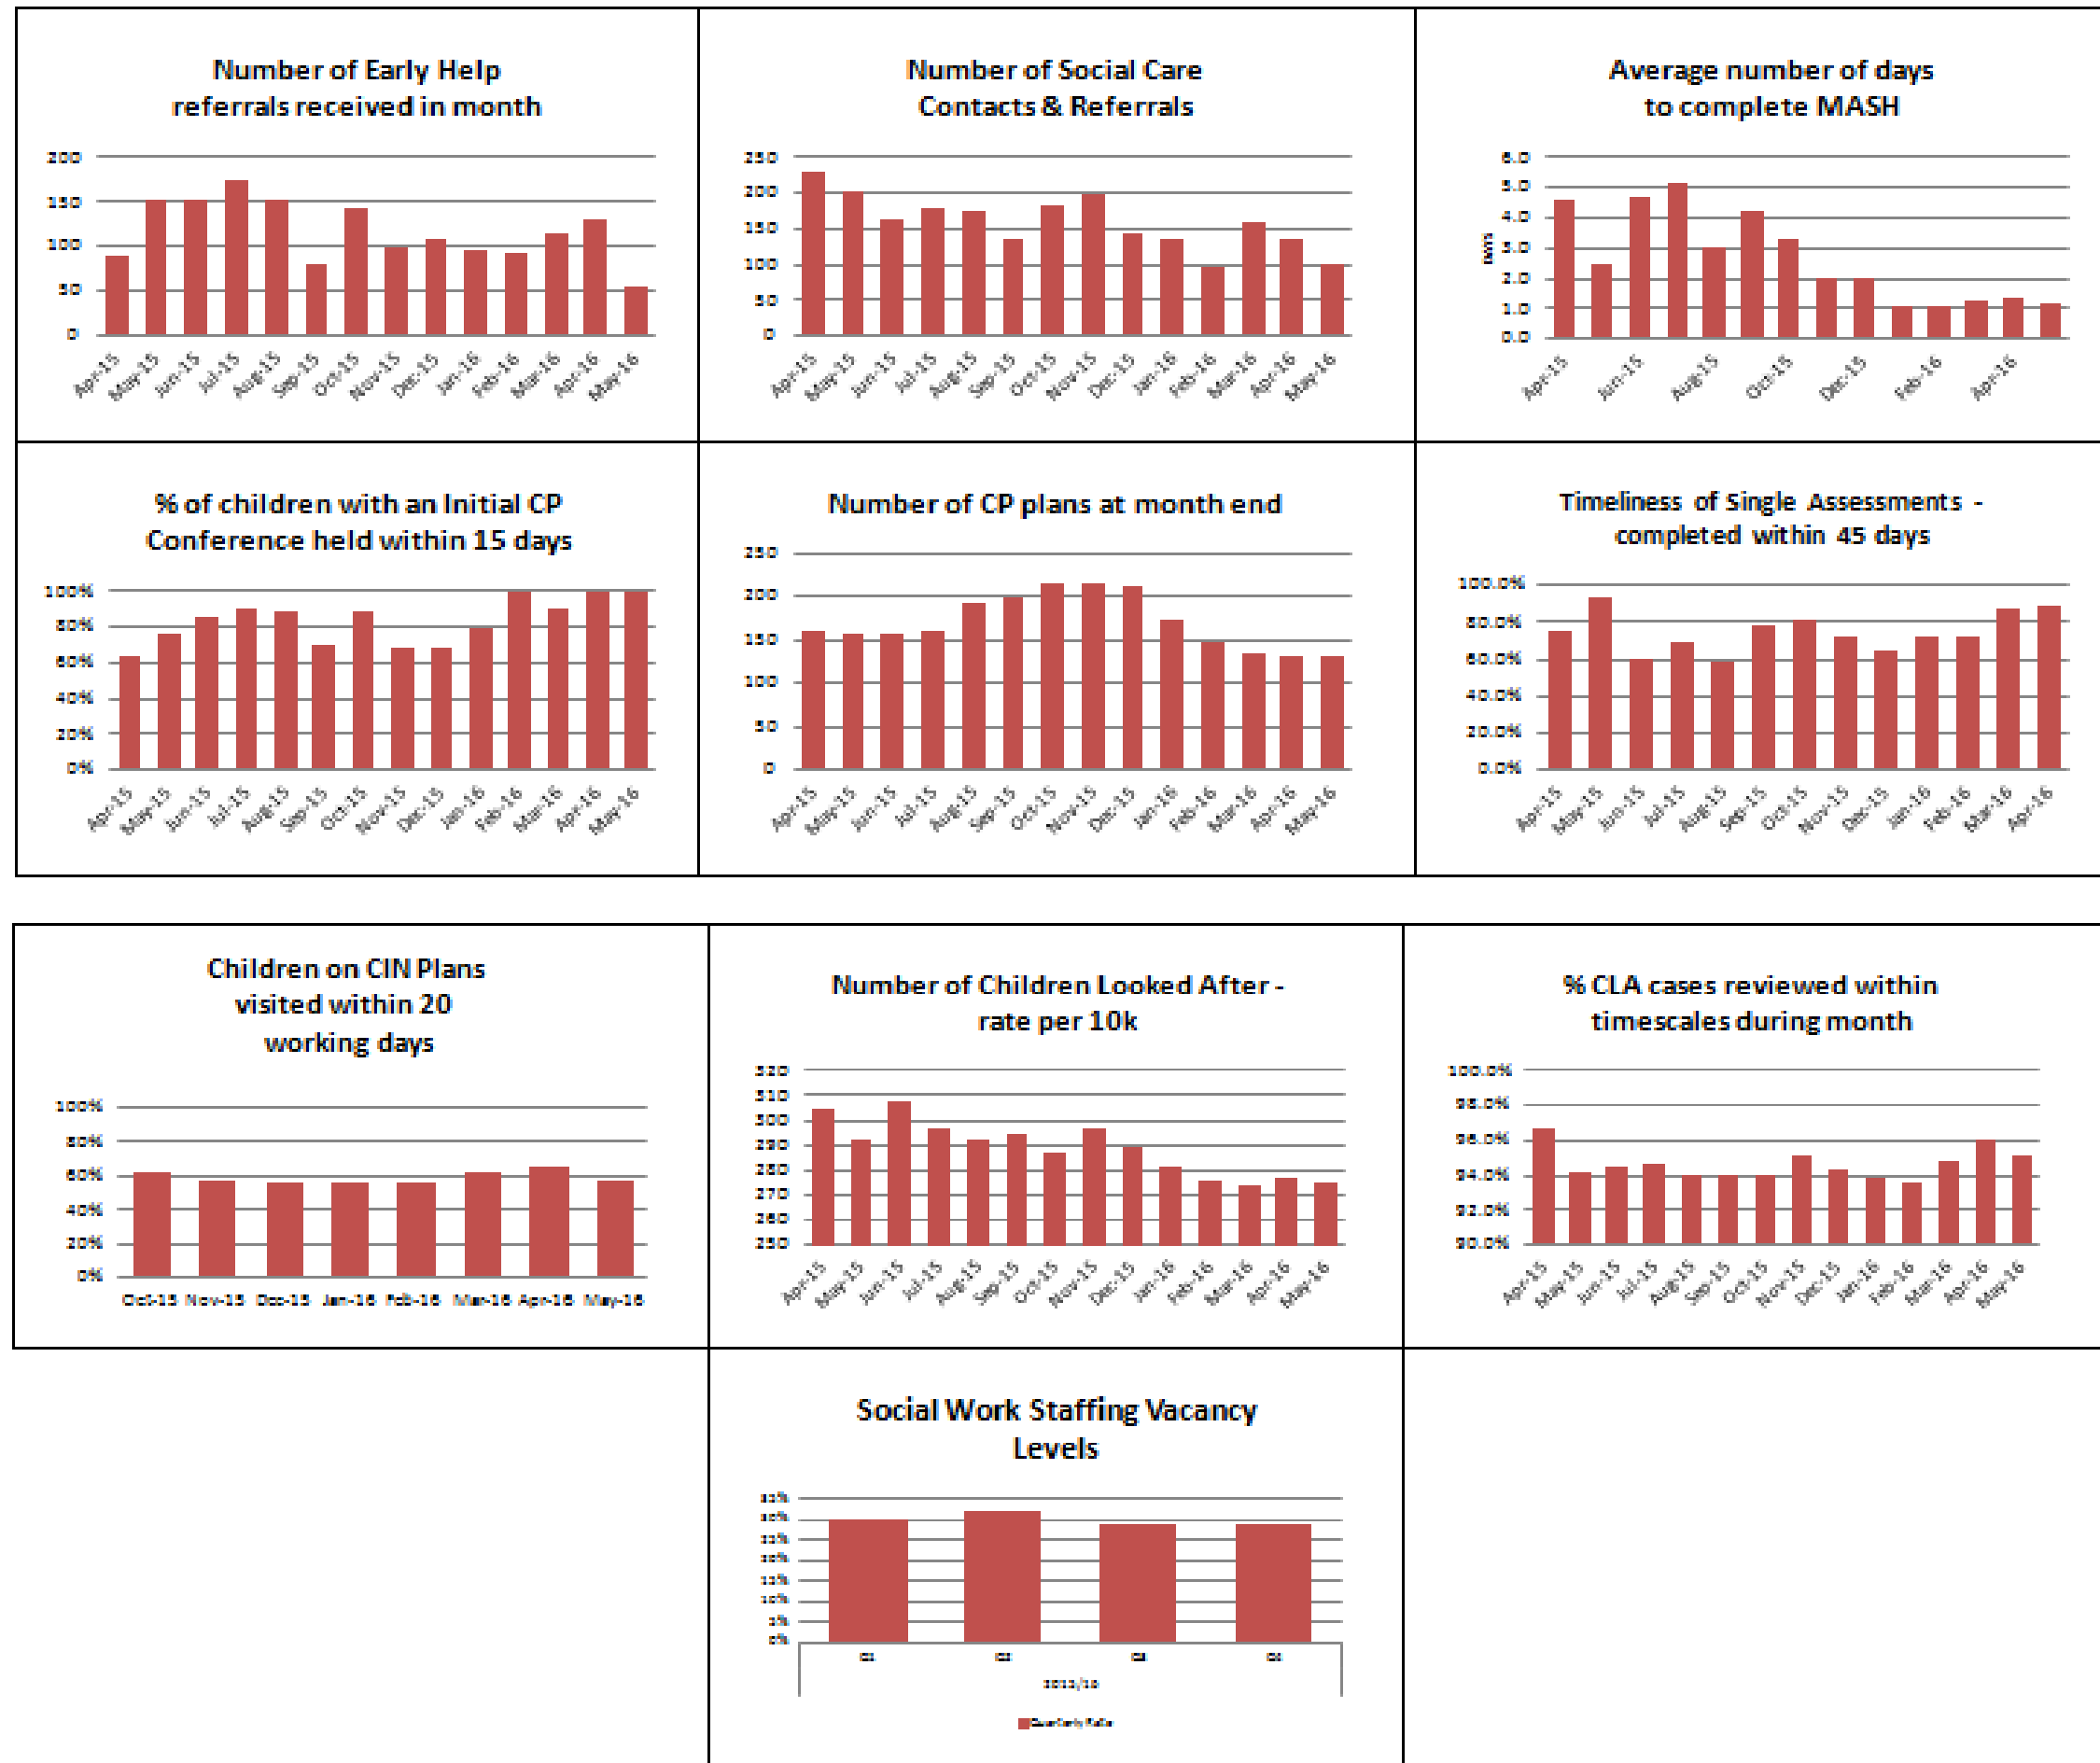 Number of Early Help
referrals received in month
200
150
100
50
0
Apr-15 May-15 Jun-15 Jul-15 Aug-15 Sep-15 Oct-15 Nov-15 Dec-15 Jan-16 Feb-16 Mar-16 Apr-16 May-16
Number of Social Care
Contacts & Referrals
250
200
150
100
50
0
Apr-15 May-15 Jun-15 Jul-15 Aug-15 Sep-15 Oct-15 Nov-15 Dec-15 Jan-16 Feb-16 Mar-16 Apr-16 May-16
Average number of days
to complete MASH
6.0
5.0
4.0
3.0
2.0
1.0
0.0
Apr-15 Jun-15 Aug-15 Oct-15 Dec-15 Feb-16 Apr-16
% of children with an Initial CP
Conference held within 15 days
100%
80%
60%
40%
20%
0%
Apr-15 May-15 Jun-15 Jul-15 Aug-15 Sep-15 Oct-15 Nov-15 Dec-15 Jan-16 Feb-16 Mar-16 Apr-16 May-16
Number of CP plans at month end
250
200
150
100
50
0
Apr-15 May-15 Jun-15 Jul-15 Aug-15 Sep-15 Oct-15 Nov-15 Dec-15 Jan-16 Feb-16 Mar-16 Apr-16 May-16
Timeliness of Single Assessments -
completed within 45 days
100.0%
80.0%
60.0%
40.0%
20.0%
0.0%
Apr-15 May-15 Jun-15 Jul-15 Aug-15 Sep-15 Oct-15 Nov-15 Dec-15 Jan-16 Feb-16 Mar-16 Apr-16
Children on CIN Plans
visited within 20
working days
100%
80%
60%
40%
20%
0%
Oct-15 Nov-15 Dec-15 Jan-16 Feb-16 Mar-16 Apr-16 May-16
Number of Children Looked After -
rate per 10k
320
310
300
290
280
270
260
250
Apr-15 May-15 Jun-15 Jul-15 Aug-15 Sep-15 Oct-15 Nov-15 Dec-15 Jan-16 Feb-16 Mar-16 Apr-16 May-16
% CLA cases reviewed within
timescales during month
100.0%
98.0%
96.0%
94.0%
92.0%
90.0%
Apr-15 May-15 Jun-15 Jul-15 Aug-15 Sep-15 Oct-15 Nov-15 Dec-15 Jan-16 Feb-16 Mar-16 Apr-16 May-16
Social Work Staffing Vacancy
Levels
35%
30%
25%
20%
15%
10%
5%
0%